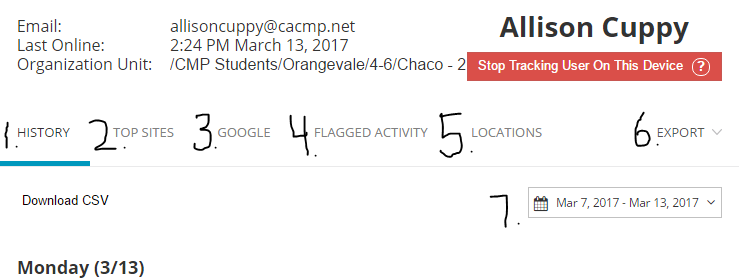 Email: allisoncuppy@cacmp.net
Last Online: 2:24 PM March 13, 2017
Organization Unit: /CMP Students/Orangevale/4-6/Chaco - 2
Allison Cuppy
Stop Tracking User On This Device ?
1. HISTORY 2. TOP SITES 3. GOOGLE 4. FLAGGED ACTIVITY 5. LOCATIONS 6. EXPORT
Download CSV
7. Mar 7, 2017 - Mar 13, 2017
Monday (3/13)